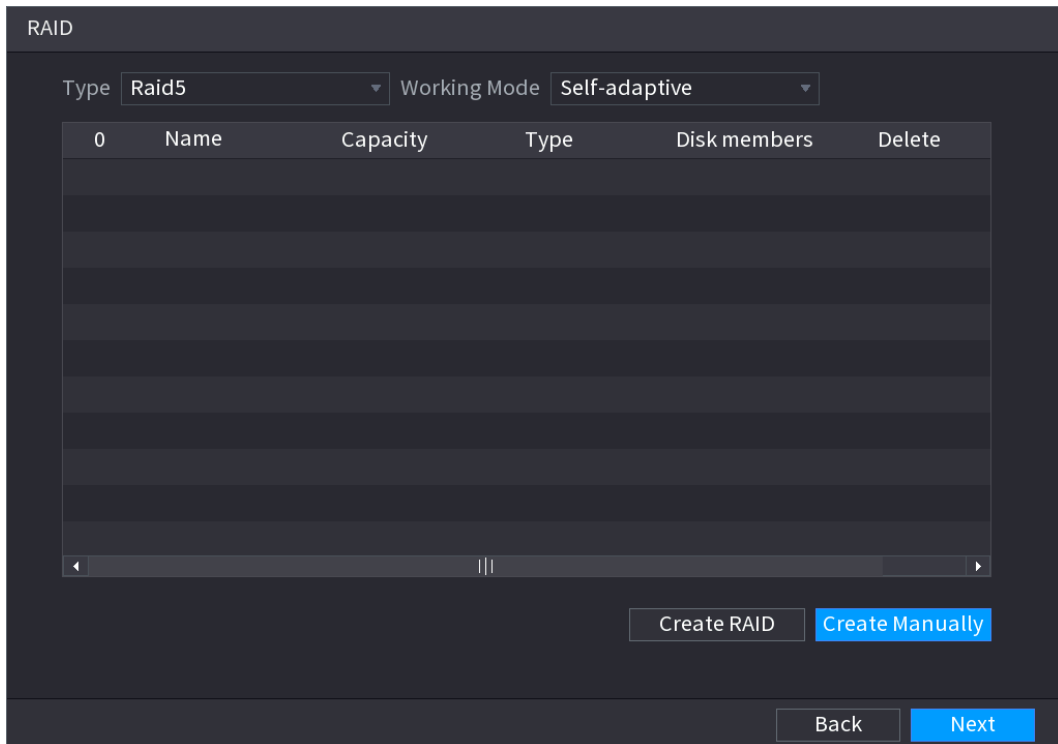 RAID
Type Raid5 Working Mode Self-adaptive
0 Name Capacity Type Disk members Delete
Create RAID Create Manually
Back Next